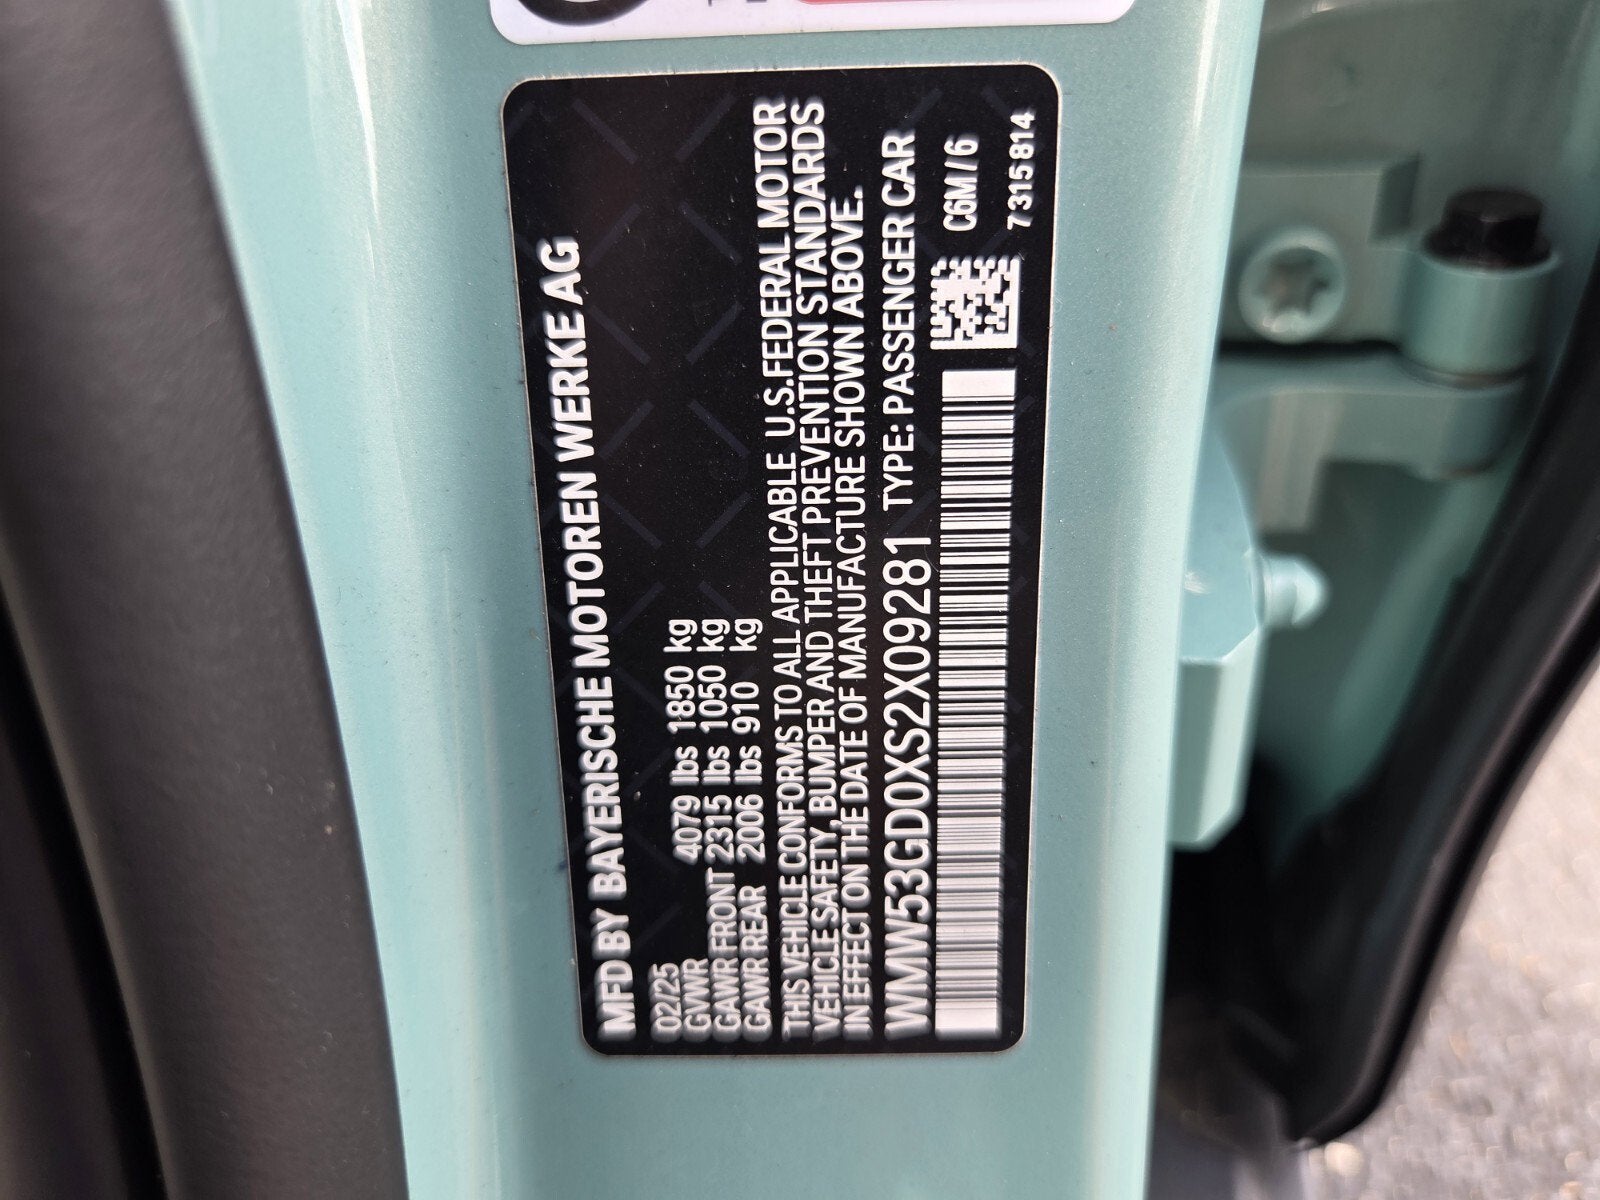 MFD BY BAYERISCHE MOTOREN WERKE AG
02/25
GVWR 4079 lbs 1850 kg
GAWR FRONT 2315 lbs 1050 kg
GAWR REAR 2006 lbs 910 kg
THIS VEHICLE CONFORMS TO ALL APPLICABLE U.S.FEDERAL MOTOR
VEHICLE SAFETY, BUMPER AND THEFT PREVENTION STANDARDS
IN EFFECT ON THE DATE OF MANUFACTURE SHOWN ABOVE.
WMW53GD0XS2X09281 TYPE: PASSENGER CAR
C6M / 6
7315814